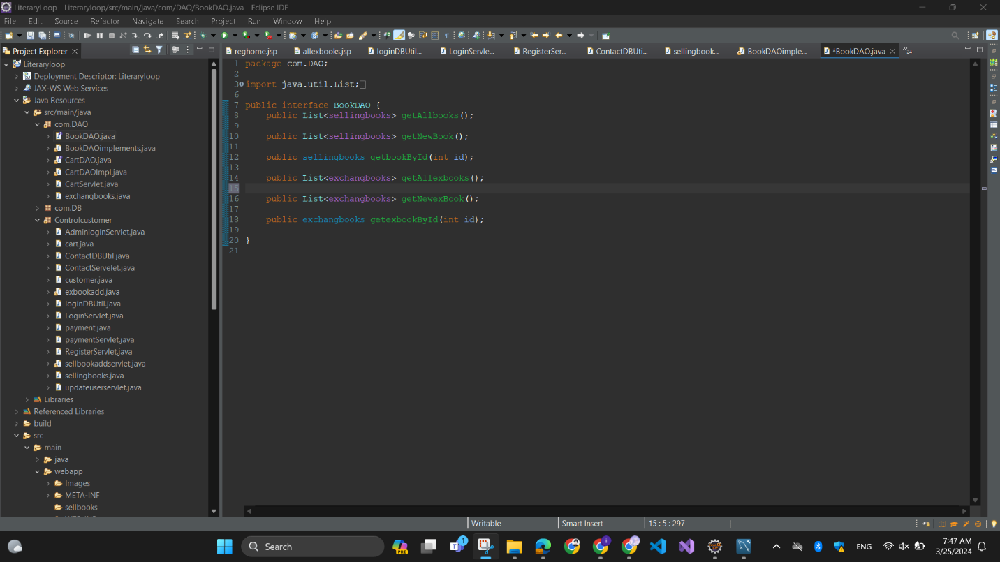 LiteraryLoop - Literaryloop/src/main/java/com/DAO/BookDAO.java - Eclipse IDE
File Edit Source Refactor Navigate Search Project Run Window Help
Project Explorer
reghome.jsp allexbooks.jsp loginDBUtil... LoginServle... RegisterSer... ContactDBUti... sellingbook... BookDAOimple... *BookDAO.java »24
Literaryloop
Deployment Descriptor: Literaryloop
JAX-WS Web Services
Java Resources
src/main/java
com.DAO
BookDAO.java
BookDAOimplements.java
CartDAO.java
CartDAOImpl.java
CartServlet.java
exchangbooks.java
com.DB
Controlcustomer
AdminloginServlet.java
cart.java
ContactDBUtil.java
ContactServelet.java
customer.java
exbookadd.java
loginDBUtil.java
LoginServlet.java
payment.java
paymentServlet.java
RegisterServlet.java
sellbookaddservlet.java
sellingbooks.java
updateuserservlet.java
Libraries
Referenced Libraries
build
src
main
java
webapp
Images
META-INF
sellbooks
1 package com.DAO;
2
3 import java.util.List;
6
7 public interface BookDAO {
8 public List<sellingbooks> getAllbooks();
9
10 public List<sellingbooks> getNewBook();
11
12 public sellingbooks getbookById(int id);
13
14 public List<exchangbooks> getAllexbooks();
15
16 public List<exchangbooks> getNewexBook();
17
18 public exchangbooks getexbookById(int id);
19
20 }
21
Writable Smart Insert 15 : 5 : 297
Search
PRE
1
ENG
7:47 AM
3/25/2024